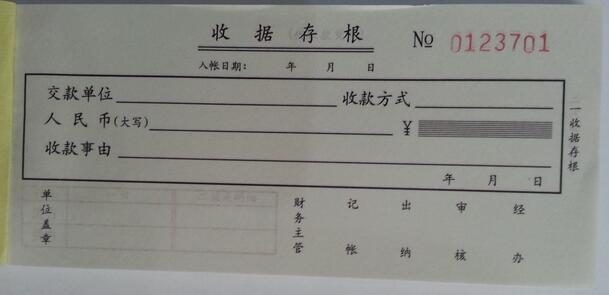 收据存根 № 0123701
入帐日期： 年 月 日
交款单位 收款方式
人民币(大写) ¥
收款事由
年 月 日
单位盖章 财务主管 记帐 出纳 审核 经办
一收据存根